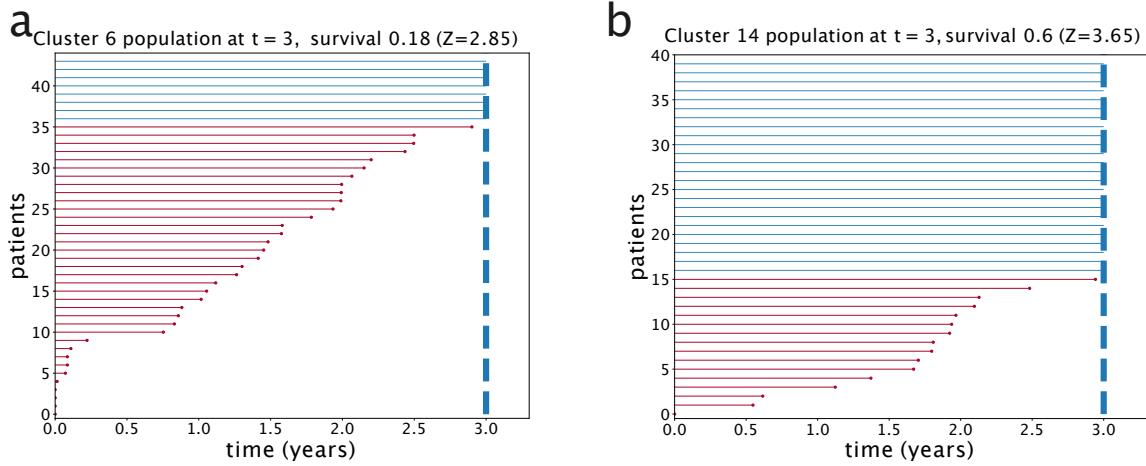 a
Cluster 6 population at t = 3, survival 0.18 (Z=2.85)
patients
40
35
30
25
20
15
10
5
0
0.0 0.5 1.0 1.5 2.0 2.5 3.0
time (years)
b
Cluster 14 population at t = 3, survival 0.6 (Z=3.65)
patients
40
35
30
25
20
15
10
5
0
0.0 0.5 1.0 1.5 2.0 2.5 3.0
time (years)